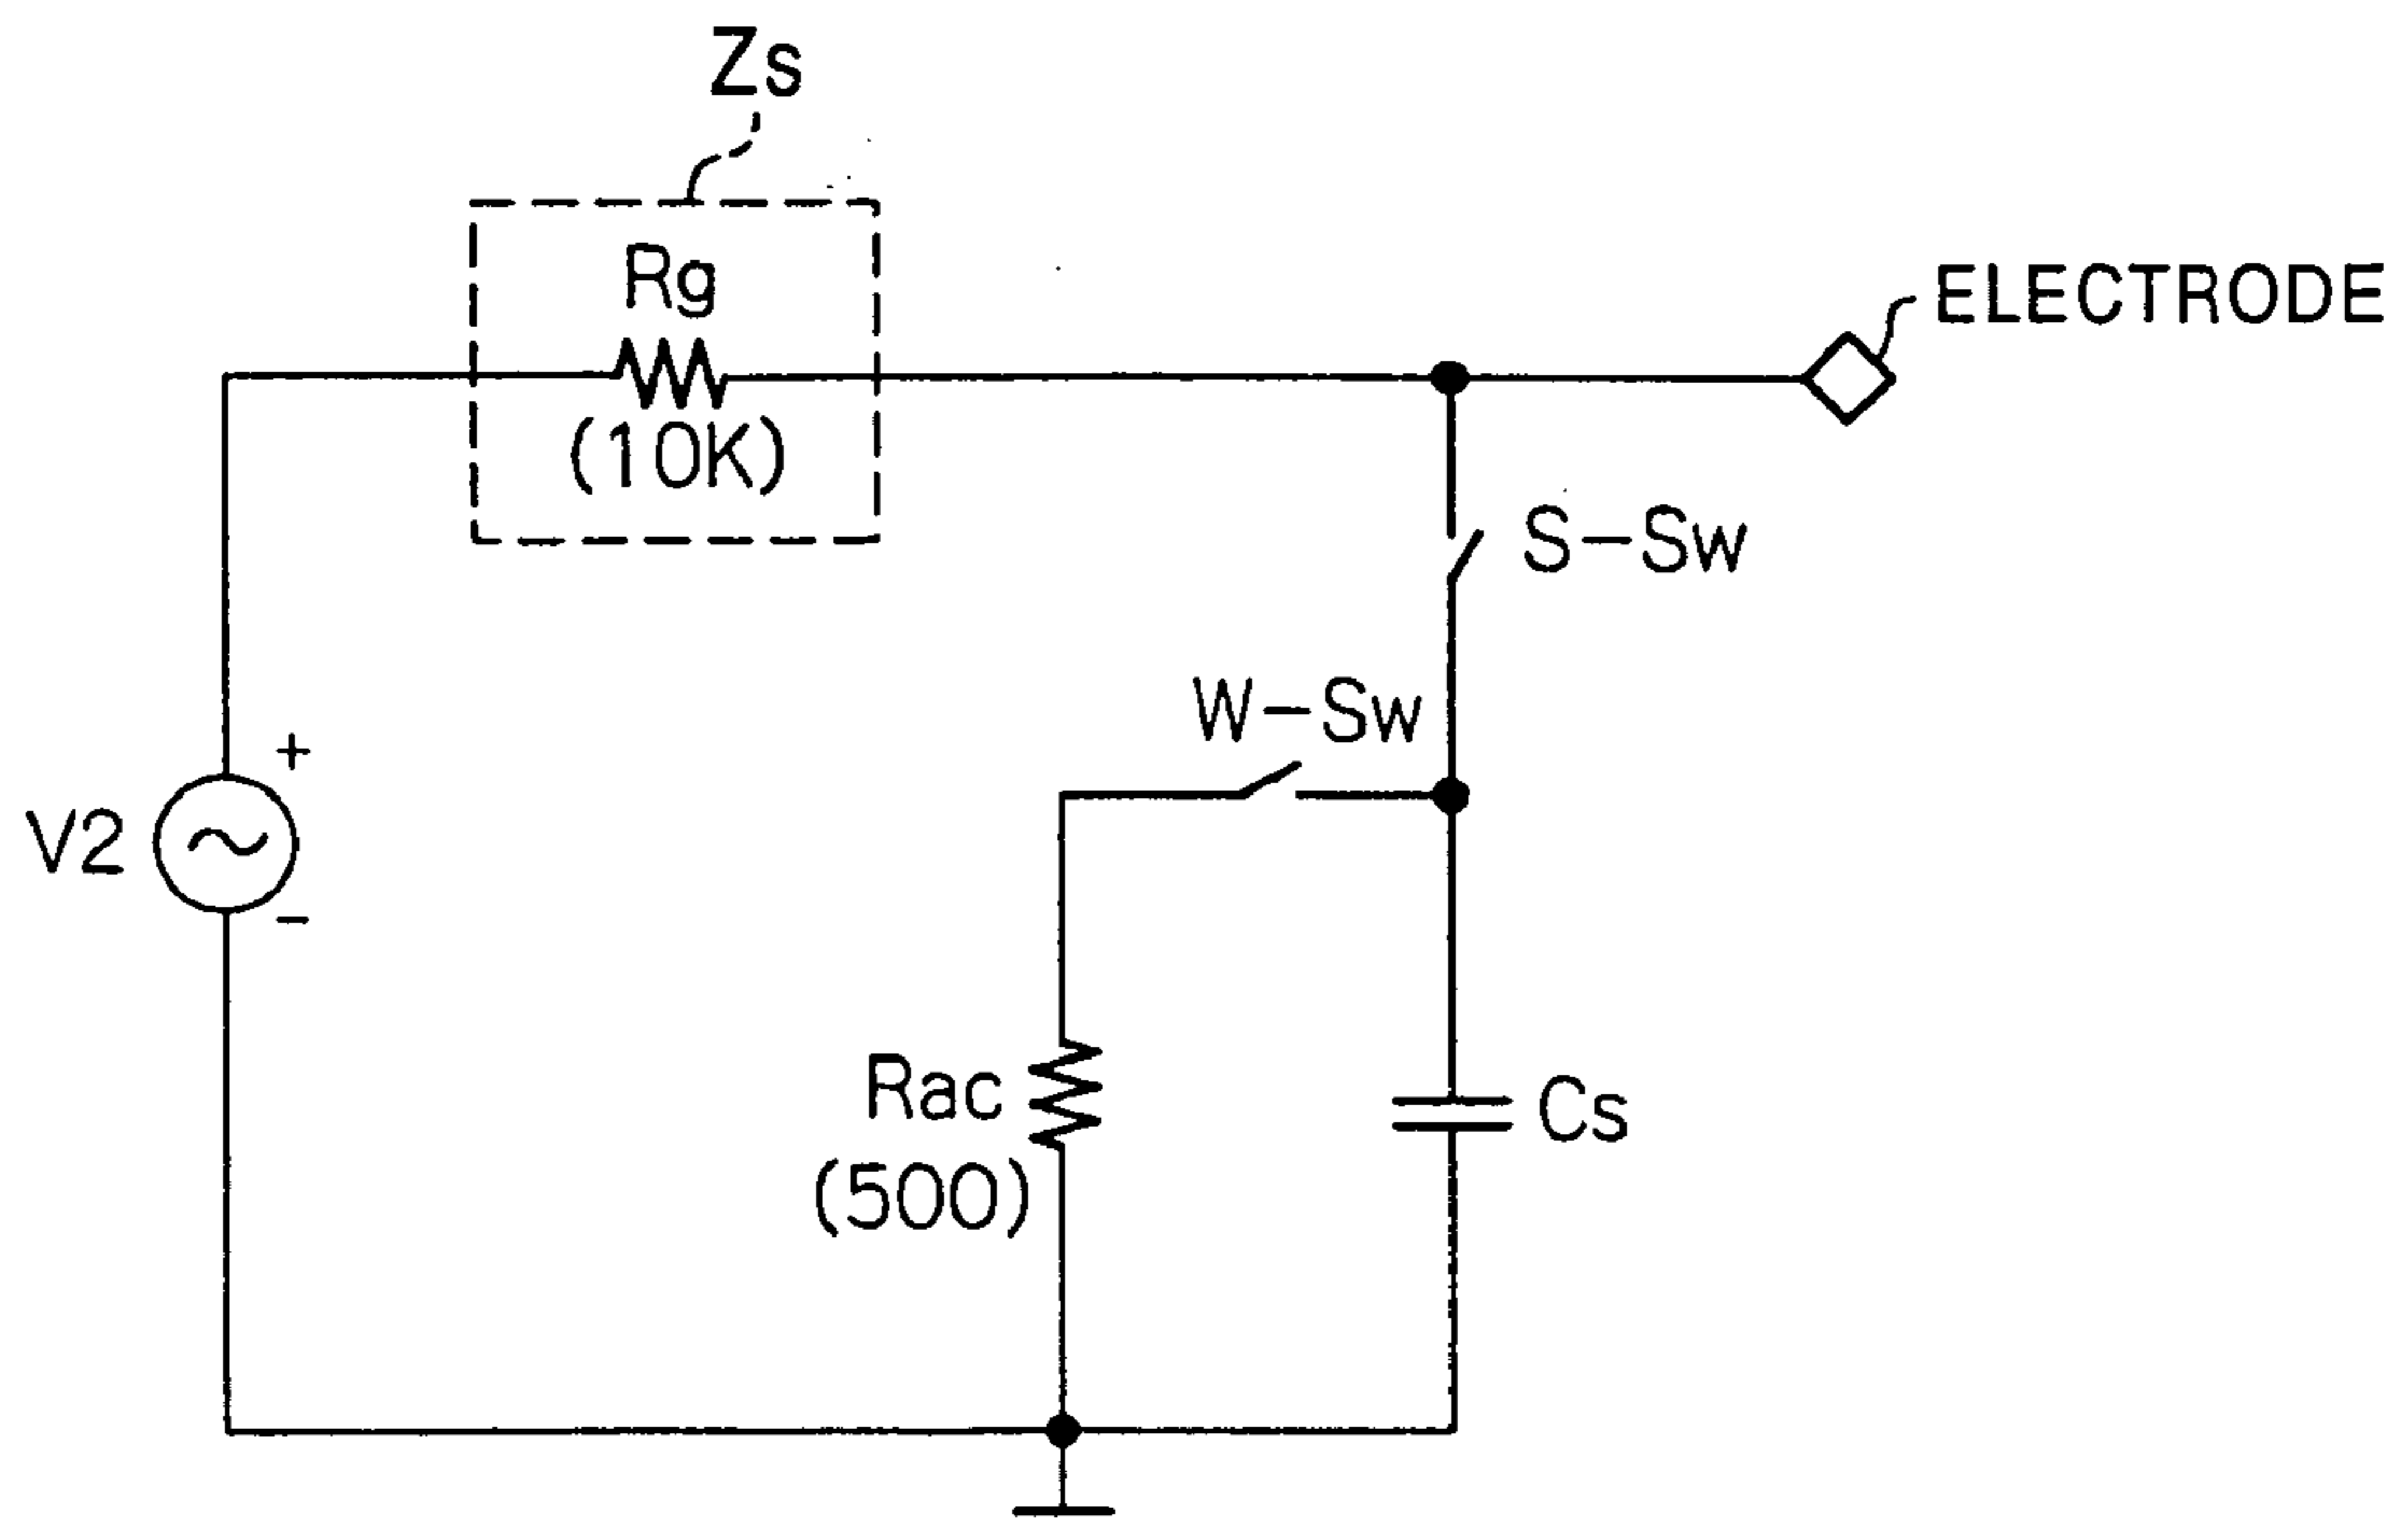 Zs
Rg
(10K)
ELECTRODE
S-Sw
W-Sw
+
V2
-
Rac
(500)
Cs